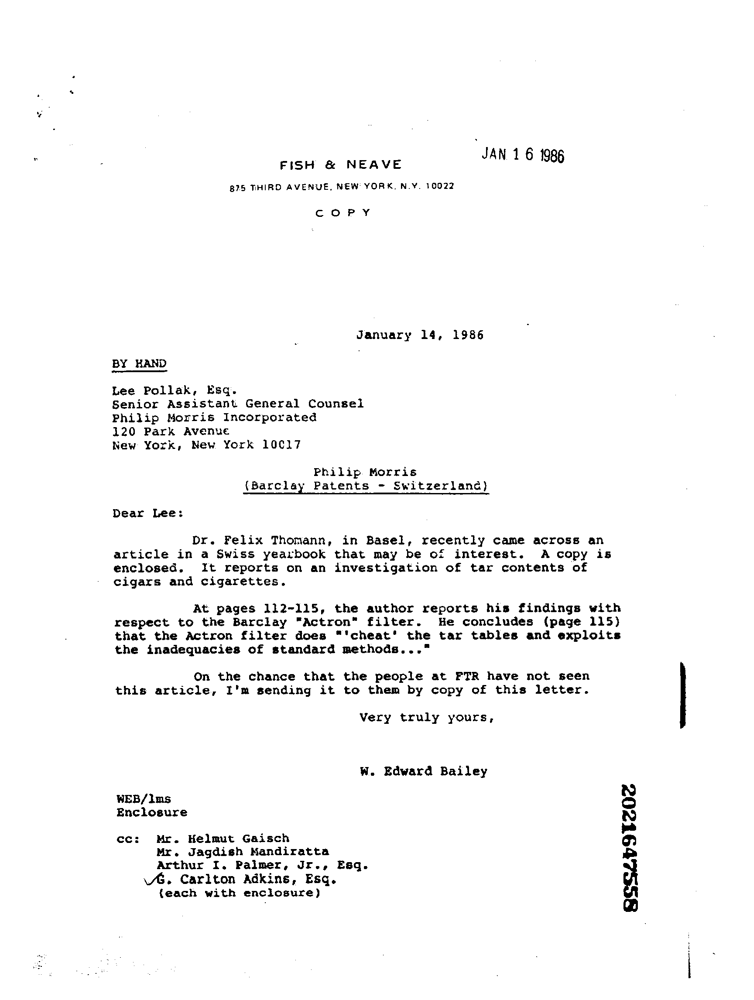 JAN 16 1986
FISH & NEAVE
875 THIRD AVENUE, NEW YORK, N.Y. 10022
COPY
January 14, 1986
BY HAND
Lee Pollak, Esq.
Senior Assistant General Counsel
Philip Morris Incorporated
120 Park Avenue
New York, New York 10017
Philip Morris
(Barclay Patents - Switzerland)
Dear Lee:
Dr. Felix Thomann, in Basel, recently came across an
article in a Swiss yearbook that may be of interest. A copy is
enclosed. It reports on an investigation of tar contents of
cigars and cigarettes.
At pages 112-115, the author reports his findings with
respect to the Barclay "Actron" filter. He concludes (page 115)
that the Actron filter does "'cheat' the tar tables and exploits
the inadequacies of standard methods..."
On the chance that the people at FTR have not seen
this article, I'm sending it to them by copy of this letter.
Very truly yours,
W. Edward Bailey
WEB/lms
Enclosure
cc: Mr. Helmut Gaisch
Mr. Jagdish Mandiratta
Arthur I. Palmer, Jr., Esq.
✓G. Carlton Adkins, Esq.
(each with enclosure)
2021647558